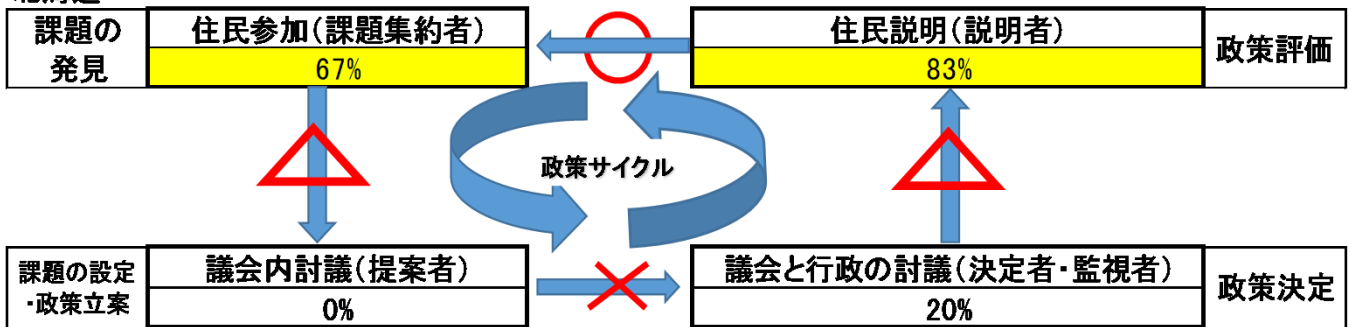 課題の
発見
住民参加(課題集約者)
67%
住民説明(説明者)
83%
政策評価
政策サイクル
課題の設定
・政策立案
議会内討議(提案者)
0%
議会と行政の討議(決定者・監視者)
20%
政策決定